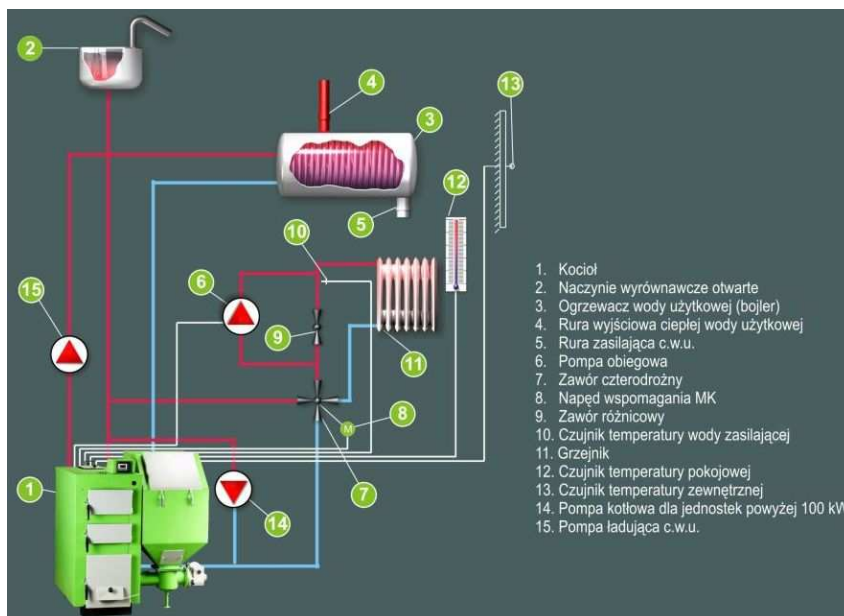 2
4
3
13
12
5
10
6
15
9
11
8
M
7
1
14
1. Kocioł
2. Naczynie wyrównawcze otwarte
3. Ogrzewacz wody użytkowej (bojler)
4. Rura wyjściowa ciepłej wody użytkowej
5. Rura zasilająca c.w.u.
6. Pompa obiegowa
7. Zawór czterodrożny
8. Napęd wspomagania MK
9. Zawór różnicowy
10. Czujnik temperatury wody zasilającej
11. Grzejnik
12. Czujnik temperatury pokojowej
13. Czujnik temperatury zewnętrznej
14. Pompa kotłowa dla jednostek powyżej 100 kW
15. Pompa ładująca c.w.u.